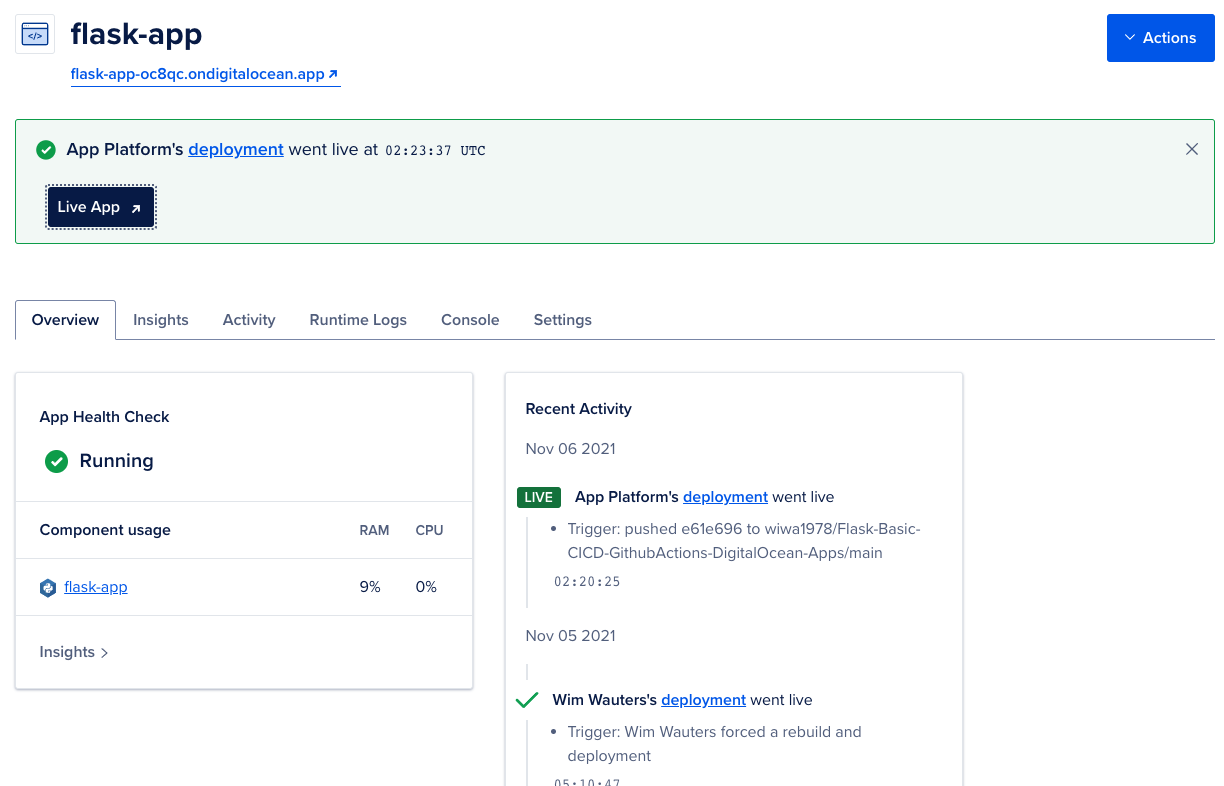 flask-app
Actions
flask-app-oc8qc.ondigitalocean.app
App Platform's deployment went live at 02:23:37 UTC
Live App
Overview Insights Activity Runtime Logs Console Settings
App Health Check
Running
Component usage RAM CPU
flask-app 9% 0%
Insights
Recent Activity
Nov 06 2021
LIVE App Platform's deployment went live
Trigger: pushed e61e696 to wiwa1978/Flask-Basic-
CICD-GithubActions-DigitalOcean-Apps/main
02:20:25
Nov 05 2021
Wim Wauters's deployment went live
Trigger: Wim Wauters forced a rebuild and
deployment
05:10:47